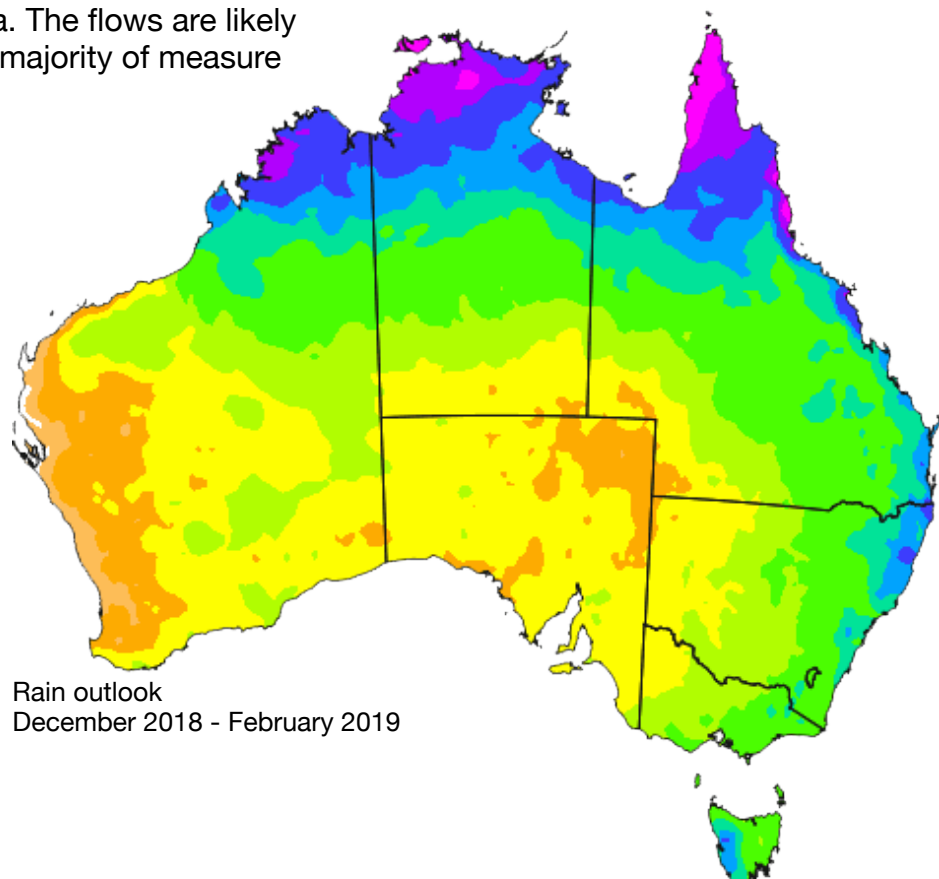 a. The flows are likely
majority of measure
Rain outlook
December 2018 - February 2019